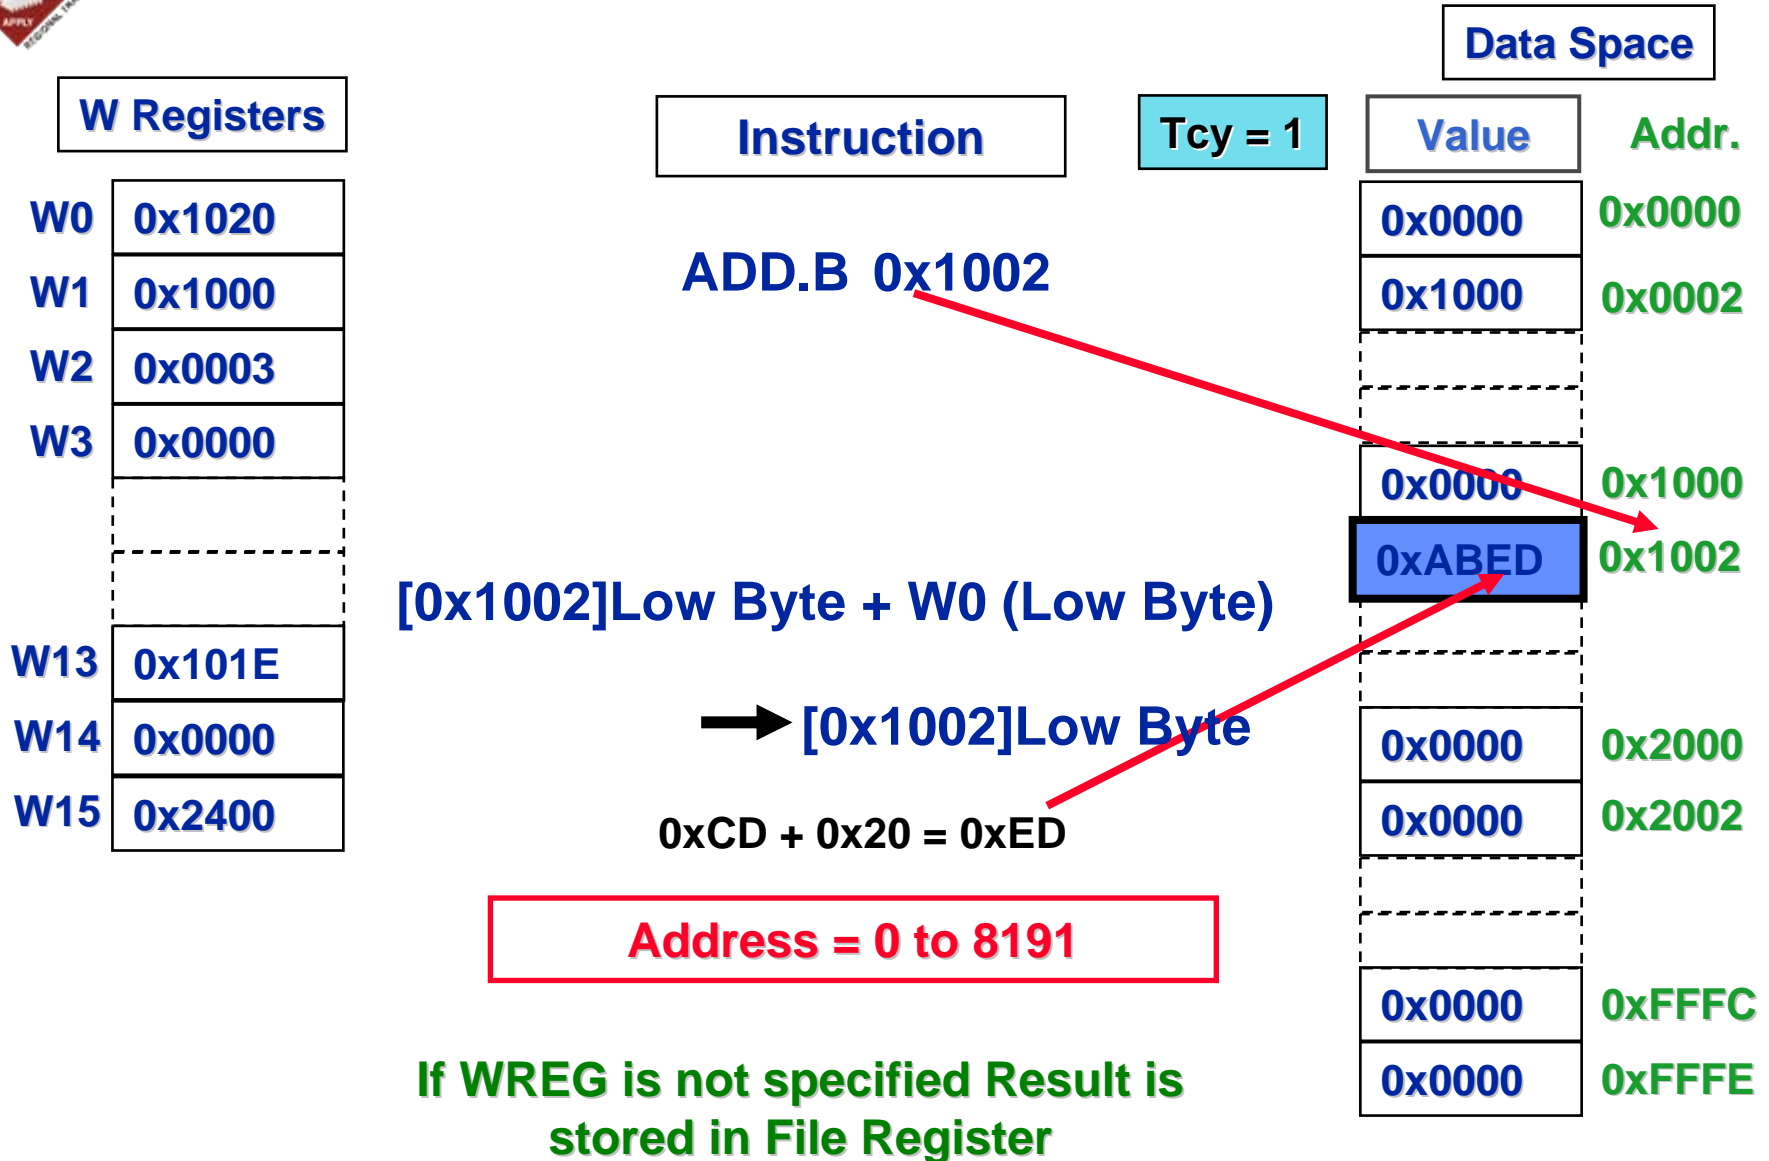 APPLY
Data Space
W Registers
Instruction
Tcy = 1
Value
Addr.
W0 0x1020
W1 0x1000
W2 0x0003
W3 0x0000
W13 0x101E
W14 0x0000
W15 0x2400
ADD.B 0x1002
[0x1002]Low Byte + W0 (Low Byte)
[0x1002]Low Byte
0xCD + 0x20 = 0xED
Address = 0 to 8191
If WREG is not specified Result is
stored in File Register
0x0000 0x0000
0x1000 0x0002
0x0000 0x1000
0xABED 0x1002
0x0000 0x2000
0x0000 0x2002
0x0000 0xFFFC
0x0000 0xFFFE